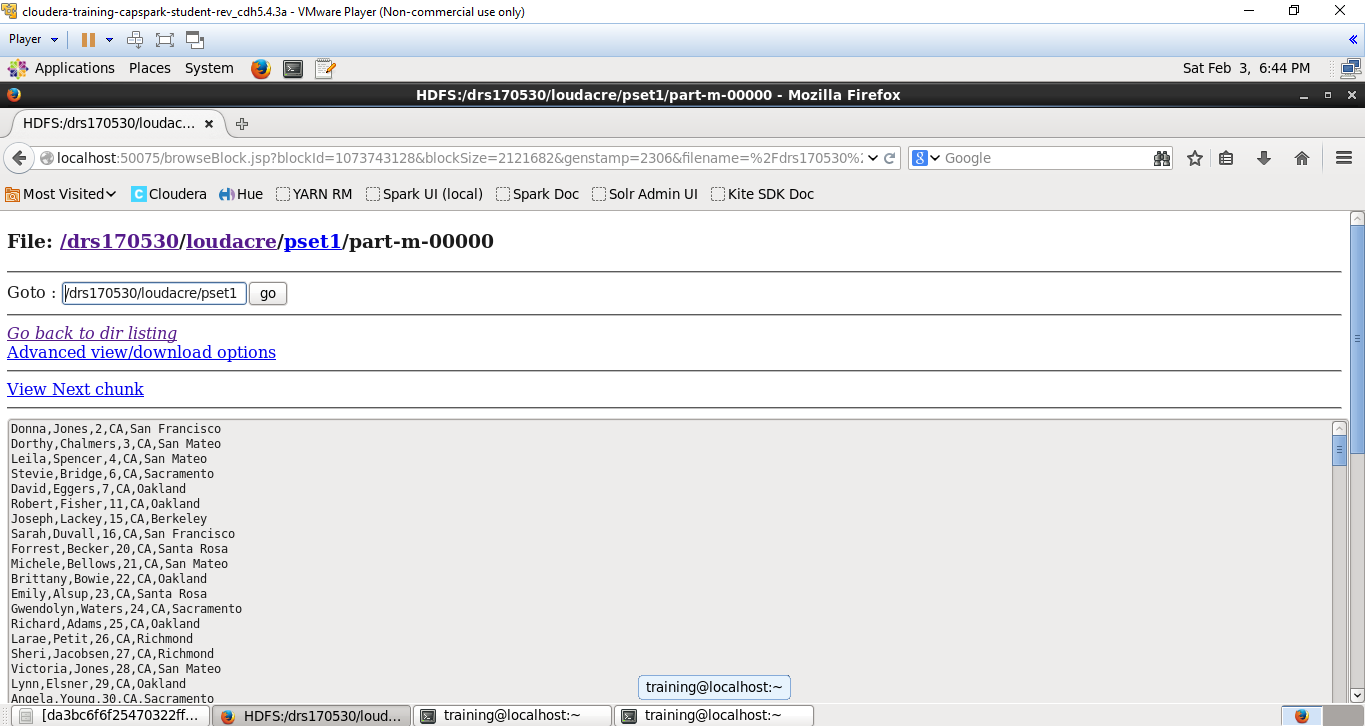 cloudera-training-capspark-student-rev_cdh5.4.3a - VMware Player (Non-commercial use only)
Player
Applications Places System Sat Feb 3, 6:44 PM
HDFS:/drs170530/loudacre/pset1/part-m-00000 - Mozilla Firefox
HDFS:/drs170530/loudac...
localhost:50075/browseBlock.jsp?blockId=1073743128&blockSize=2121682&genstamp=2306&filename=%2Fdrs170530%2 Google
Most Visited Cloudera Hue YARN RM Spark UI (local) Spark Doc Solr Admin UI Kite SDK Doc
File: /drs170530/loudacre/pset1/part-m-00000
Goto : /drs170530/loudacre/pset1 go
Go back to dir listing
Advanced view/download options
View Next chunk
Donna,Jones,2,CA,San Francisco
Dorthy,Chalmers,3,CA,San Mateo
Leila,Spencer,4,CA,San Mateo
Stevie,Bridge,6,CA,Sacramento
David,Eggers,7,CA,Oakland
Robert,Fisher,11,CA,Oakland
Joseph,Lackey,15,CA,Berkeley
Sarah,Duvall,16,CA,San Francisco
Forrest,Becker,20,CA,Santa Rosa
Michele,Bellows,21,CA,San Mateo
Brittany,Bowie,22,CA,Oakland
Emily,Alsup,23,CA,Santa Rosa
Gwendolyn,Waters,24,CA,Sacramento
Richard,Adams,25,CA,Oakland
Larae,Petit,26,CA,Richmond
Sheri,Jacobsen,27,CA,Richmond
Victoria,Jones,28,CA,San Mateo
Lynn,Elsner,29,CA,Oakland
Angela,Young,30,CA,Sacramento
training@localhost:~
[da3bc6f6f25470322ff... HDFS:/drs170530/loud... training@localhost:~ training@localhost:~